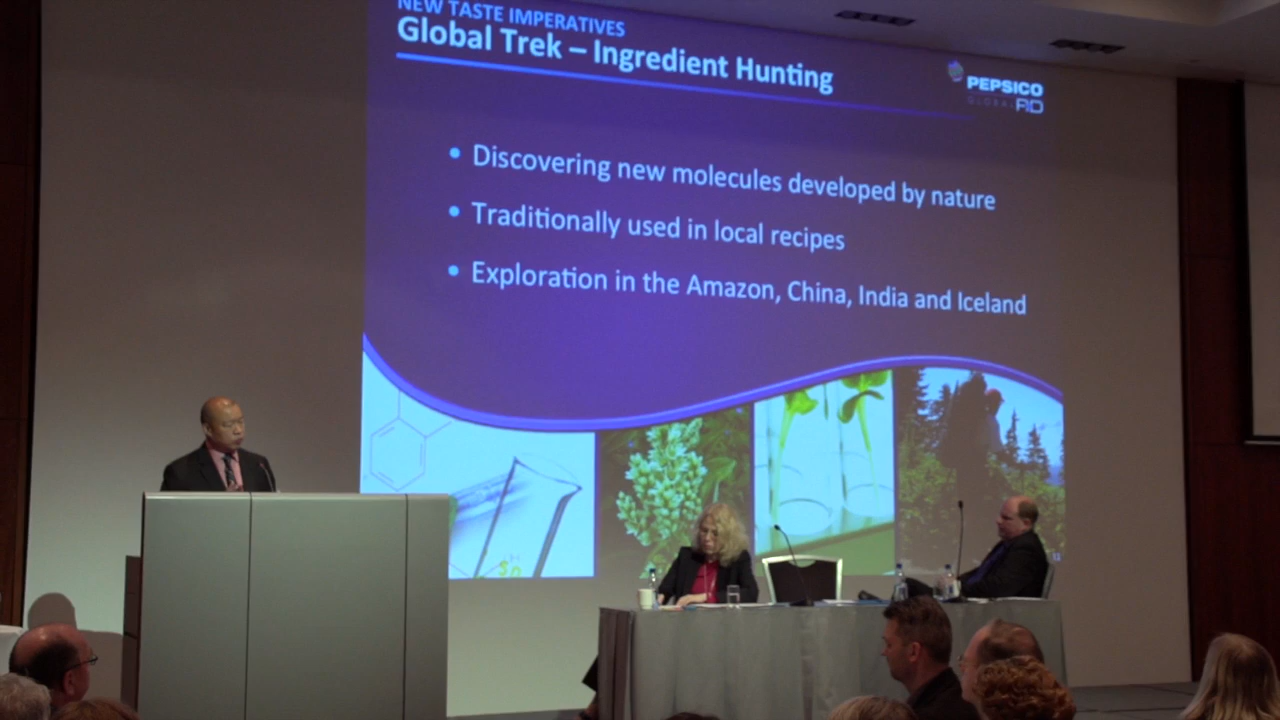 NEW TASTE IMPERATIVES
Global Trek – Ingredient Hunting
PEPSICO
GLOBAL R&D
• Discovering new molecules developed by nature
• Traditionally used in local recipes
• Exploration in the Amazon, China, India and Iceland
12